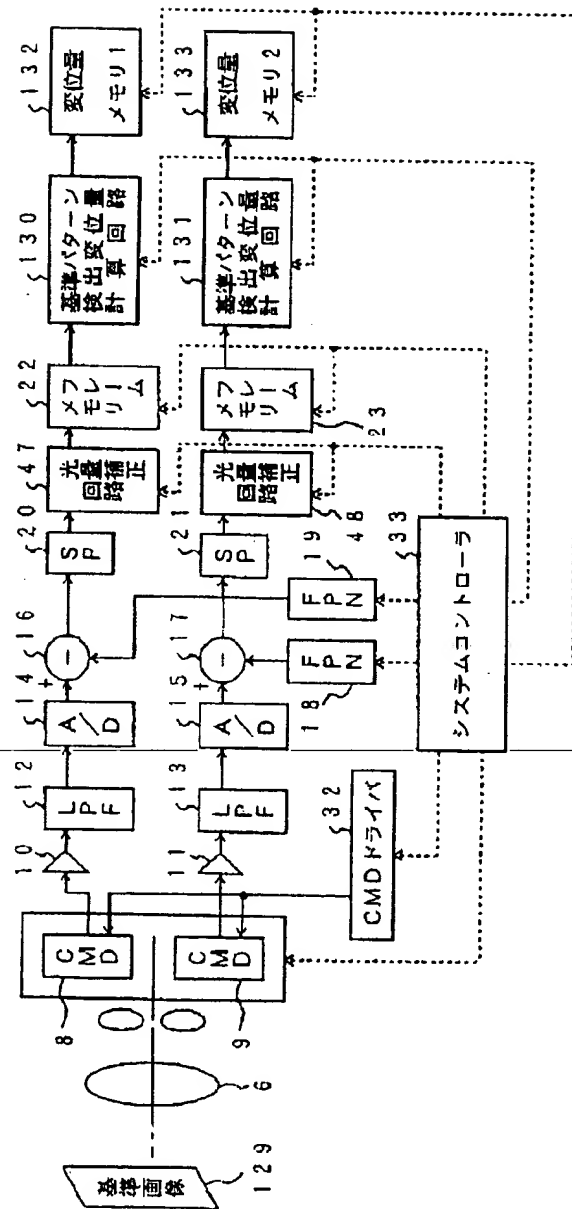 基準画像
129
6
8
CMD
9
CMD
10
11
12
LPF
13
LPF
14
A/D
15
A/D
16
+
-
17
+
-
18
FPN
19
FPN
20
SP
21
SP
47
光量補正
回路
48
光量補正
回路
22
フレーム
メモリ
23
フレーム
メモリ
130
基準パターン
検出変位量
計算回路
131
基準パターン
検出変位量
計算回路
132
変位量
メモリ1
133
変位量
メモリ2
32
CMDドライバ
33
システムコントローラ